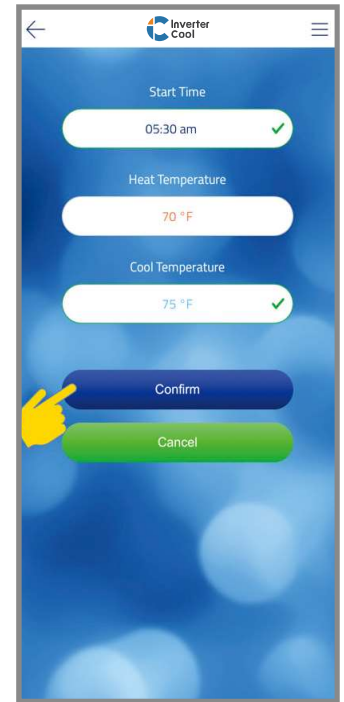 Inverter
Cool
Start Time
05:30 am
Heat Temperature
70 °F
Cool Temperature
75 °F
Confirm
Cancel